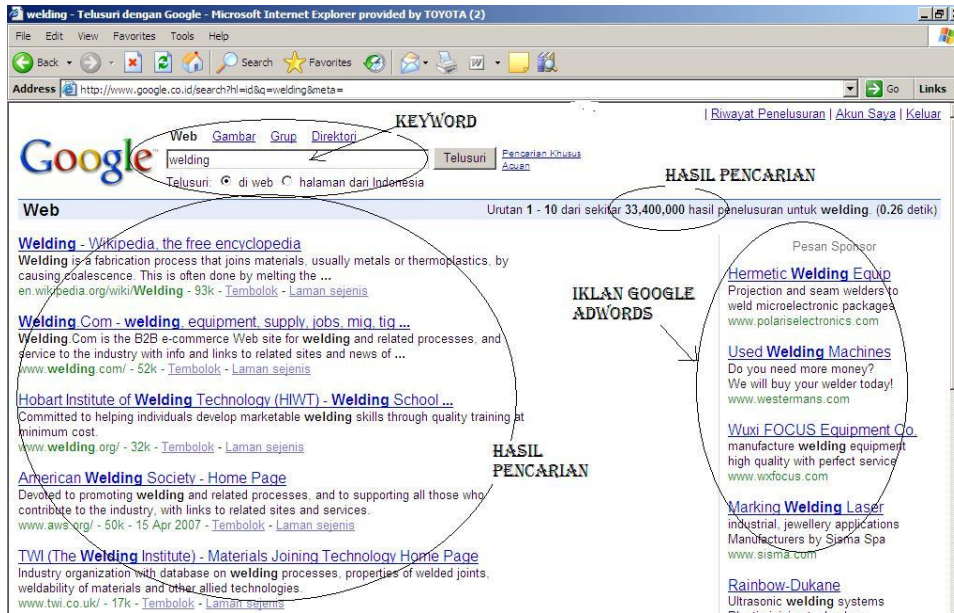 welding - Telusuri dengan Google - Microsoft Internet Explorer provided by TOYOTA (2)
File Edit View Favorites Tools Help
Back Search Favorites
Address http://www.google.co.id/search?hl=id&q=welding&meta= Go Links
| Riwayat Penelusuran | Akun Saya | Keluar
KEYWORD
Web Gambar Grup Direktori
Google welding Telusuri Pencarian Khusus
Acuan
Telusuri: di web halaman dari Indonesia
HASIL PENCARIAN
Web Urutan 1 - 10 dari sekitar 33,400,000 hasil penelusuran untuk welding. (0.26 detik)
Welding - Wikipedia, the free encyclopedia
Welding is a fabrication process that joins materials, usually metals or thermoplastics, by
causing coalescence. This is often done by melting the ...
en.wikipedia.org/wiki/Welding - 93k - Tembolok - Laman sejenis
Welding.Com - welding, equipment, supply, jobs, mig, tig ...
Welding.Com is the B2B e-commerce Web site for welding and related processes, and
service to the industry with info and links to related sites and news of ...
www.welding.com/ - 52k - Tembolok - Laman sejenis
Hobart Institute of Welding Technology (HIWT) - Welding School ...
Committed to helping individuals develop marketable welding skills through quality training at
minimum cost.
www.welding.org/ - 32k - Tembolok - Laman sejenis
HASIL
PENCARIAN
American Welding Society - Home Page
Devoted to promoting welding and related processes, and to supporting all those who
contribute to the industry, with links to related sites and services.
www.aws.org/ - 50k - 15 Apr 2007 - Tembolok - Laman sejenis
TWI (The Welding Institute) - Materials Joining Technology Home Page
Industry organization with database on welding processes, properties of welded joints,
weldability of materials and other allied technologies.
www.twi.co.uk/ - 17k - Tembolok - Laman sejenis
IKLAN GOOGLE
ADWORDS
Pesan Sponsor
Hermetic Welding Equip
Projection and seam welders to
weld microelectronic packages
www.polariselectronics.com
Used Welding Machines
Do you need more money?
We will buy your welder today!
www.westermans.com
Wuxi FOCUS Equipment Co.
manufacture welding equipment
high quality with perfect service
www.wxfocus.com
Marking Welding Laser
industrial, jewellery applications
Manufacturers by Sisma Spa
www.sisma.com
Rainbow-Dukane
Ultrasonic welding systems